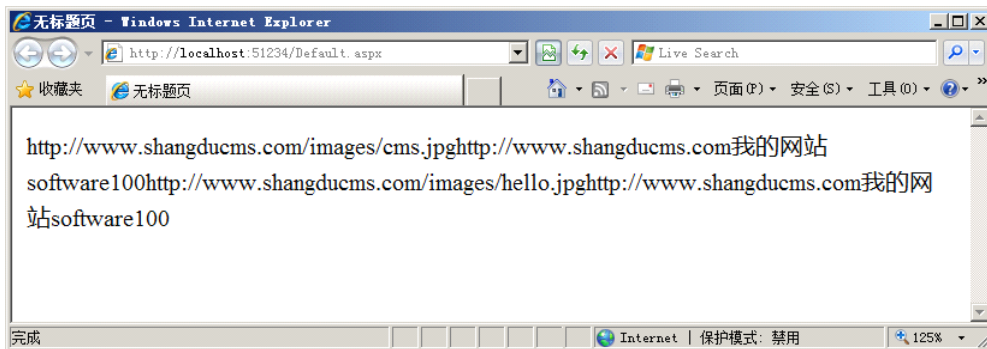 无标题页 - Windows Internet Explorer
http://localhost:51234/Default.aspx
Live Search
收藏夹
无标题页
页面(P)
安全(S)
工具(O)
»
http://www.shangducms.com/images/cms.jpghttp://www.shangducms.com我的网站
software100http://www.shangducms.com/images/hello.jpghttp://www.shangducms.com我的网
站software100
完成
Internet | 保护模式: 禁用
125%